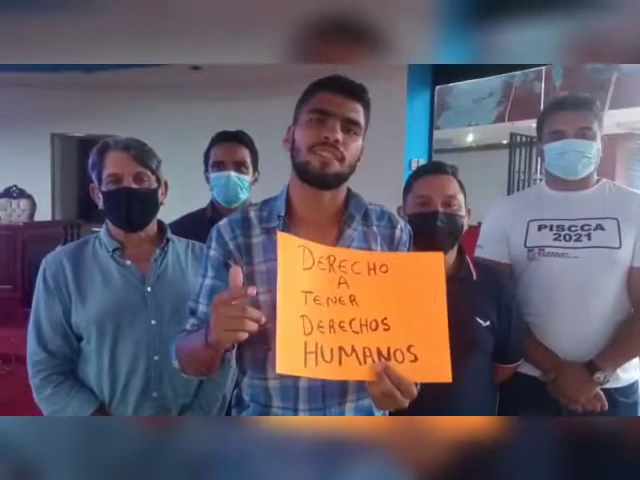 DERECHO
A
TENER
DERECHOS
HUMANOS
PISCCA
2021